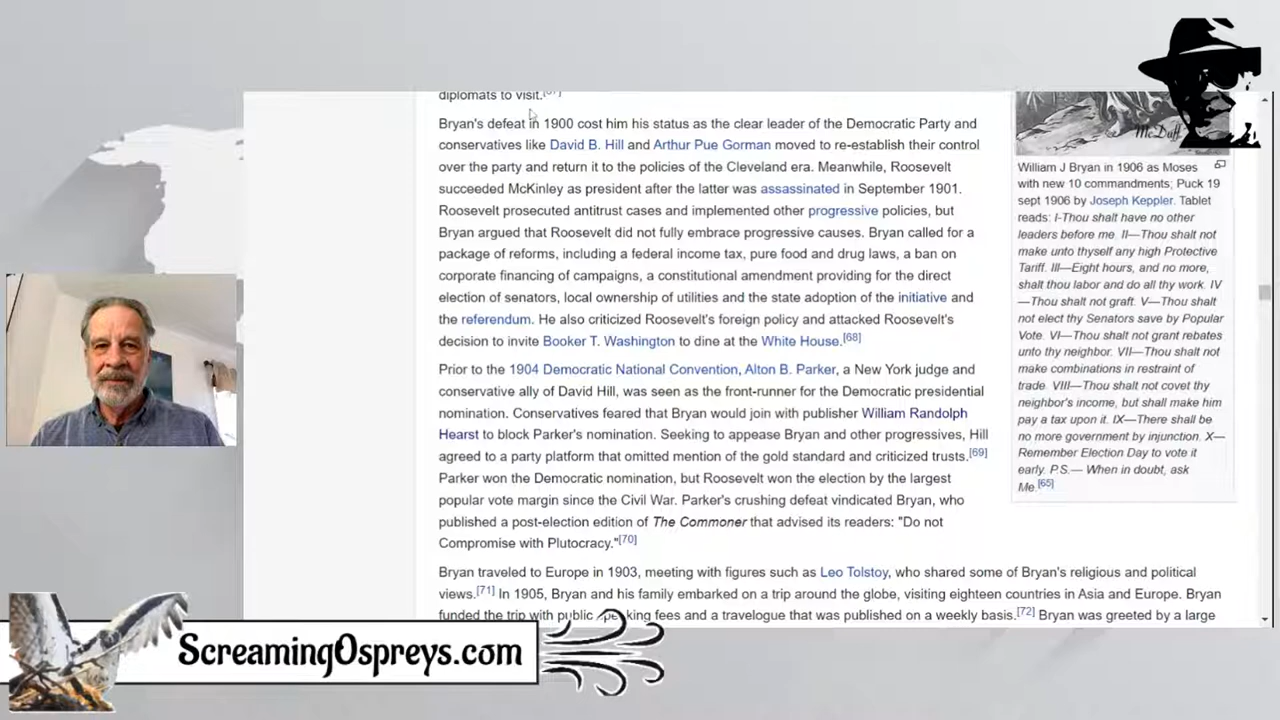 diplomats to visit.
Bryan's defeat in 1900 cost him his status as the clear leader of the Democratic Party and
conservatives like David B. Hill and Arthur Pue Gorman moved to re-establish their control
over the party and return it to the policies of the Cleveland era. Meanwhile, Roosevelt
succeeded McKinley as president after the latter was assassinated in September 1901.
Roosevelt prosecuted antitrust cases and implemented other progressive policies, but
Bryan argued that Roosevelt did not fully embrace progressive causes. Bryan called for a
package of reforms, including a federal income tax, pure food and drug laws, a ban on
corporate financing of campaigns, a constitutional amendment providing for the direct
election of senators, local ownership of utilities and the state adoption of the initiative and
the referendum. He also criticized Roosevelt's foreign policy and attacked Roosevelt's
decision to invite Booker T. Washington to dine at the White House.[68]
Prior to the 1904 Democratic National Convention, Alton B. Parker, a New York judge and
conservative ally of David Hill, was seen as the front-runner for the Democratic presidential
nomination. Conservatives feared that Bryan would join with publisher William Randolph
Hearst to block Parker's nomination. Seeking to appease Bryan and other progressives, Hill
agreed to a party platform that omitted mention of the gold standard and criticized trusts.[69]
Parker won the Democratic nomination, but Roosevelt won the election by the largest
popular vote margin since the Civil War. Parker's crushing defeat vindicated Bryan, who
published a post-election edition of The Commoner that advised its readers: "Do not
Compromise with Plutocracy."[70]
Bryan traveled to Europe in 1903, meeting with figures such as Leo Tolstoy, who shared some of Bryan's religious and political
views.[71] In 1905, Bryan and his family embarked on a trip around the globe, visiting eighteen countries in Asia and Europe. Bryan
funded the trip with public speaking fees and a travelogue that was published on a weekly basis.[72] Bryan was greeted by a large
McDuff
William J Bryan in 1906 as Moses
with new 10 commandments; Puck 19
sept 1906 by Joseph Keppler. Tablet
reads: I-Thou shalt have no other
leaders before me. II—Thou shalt not
make unto thyself any high Protective
Tariff. III—Eight hours, and no more,
shalt thou labor and do all thy work. IV
—Thou shalt not graft. V—Thou shalt
not elect thy Senators save by Popular
Vote. VI—Thou shalt not grant rebates
unto thy neighbor. VII—Thou shalt not
make combinations in restraint of
trade. VIII—Thou shalt not covet thy
neighbor's income, but shall make him
pay a tax upon it. IX—There shall be
no more government by injunction. X—
Remember Election Day to vote it
early. P.S.— When in doubt, ask
Me.[65]
ScreamingOspreys.com